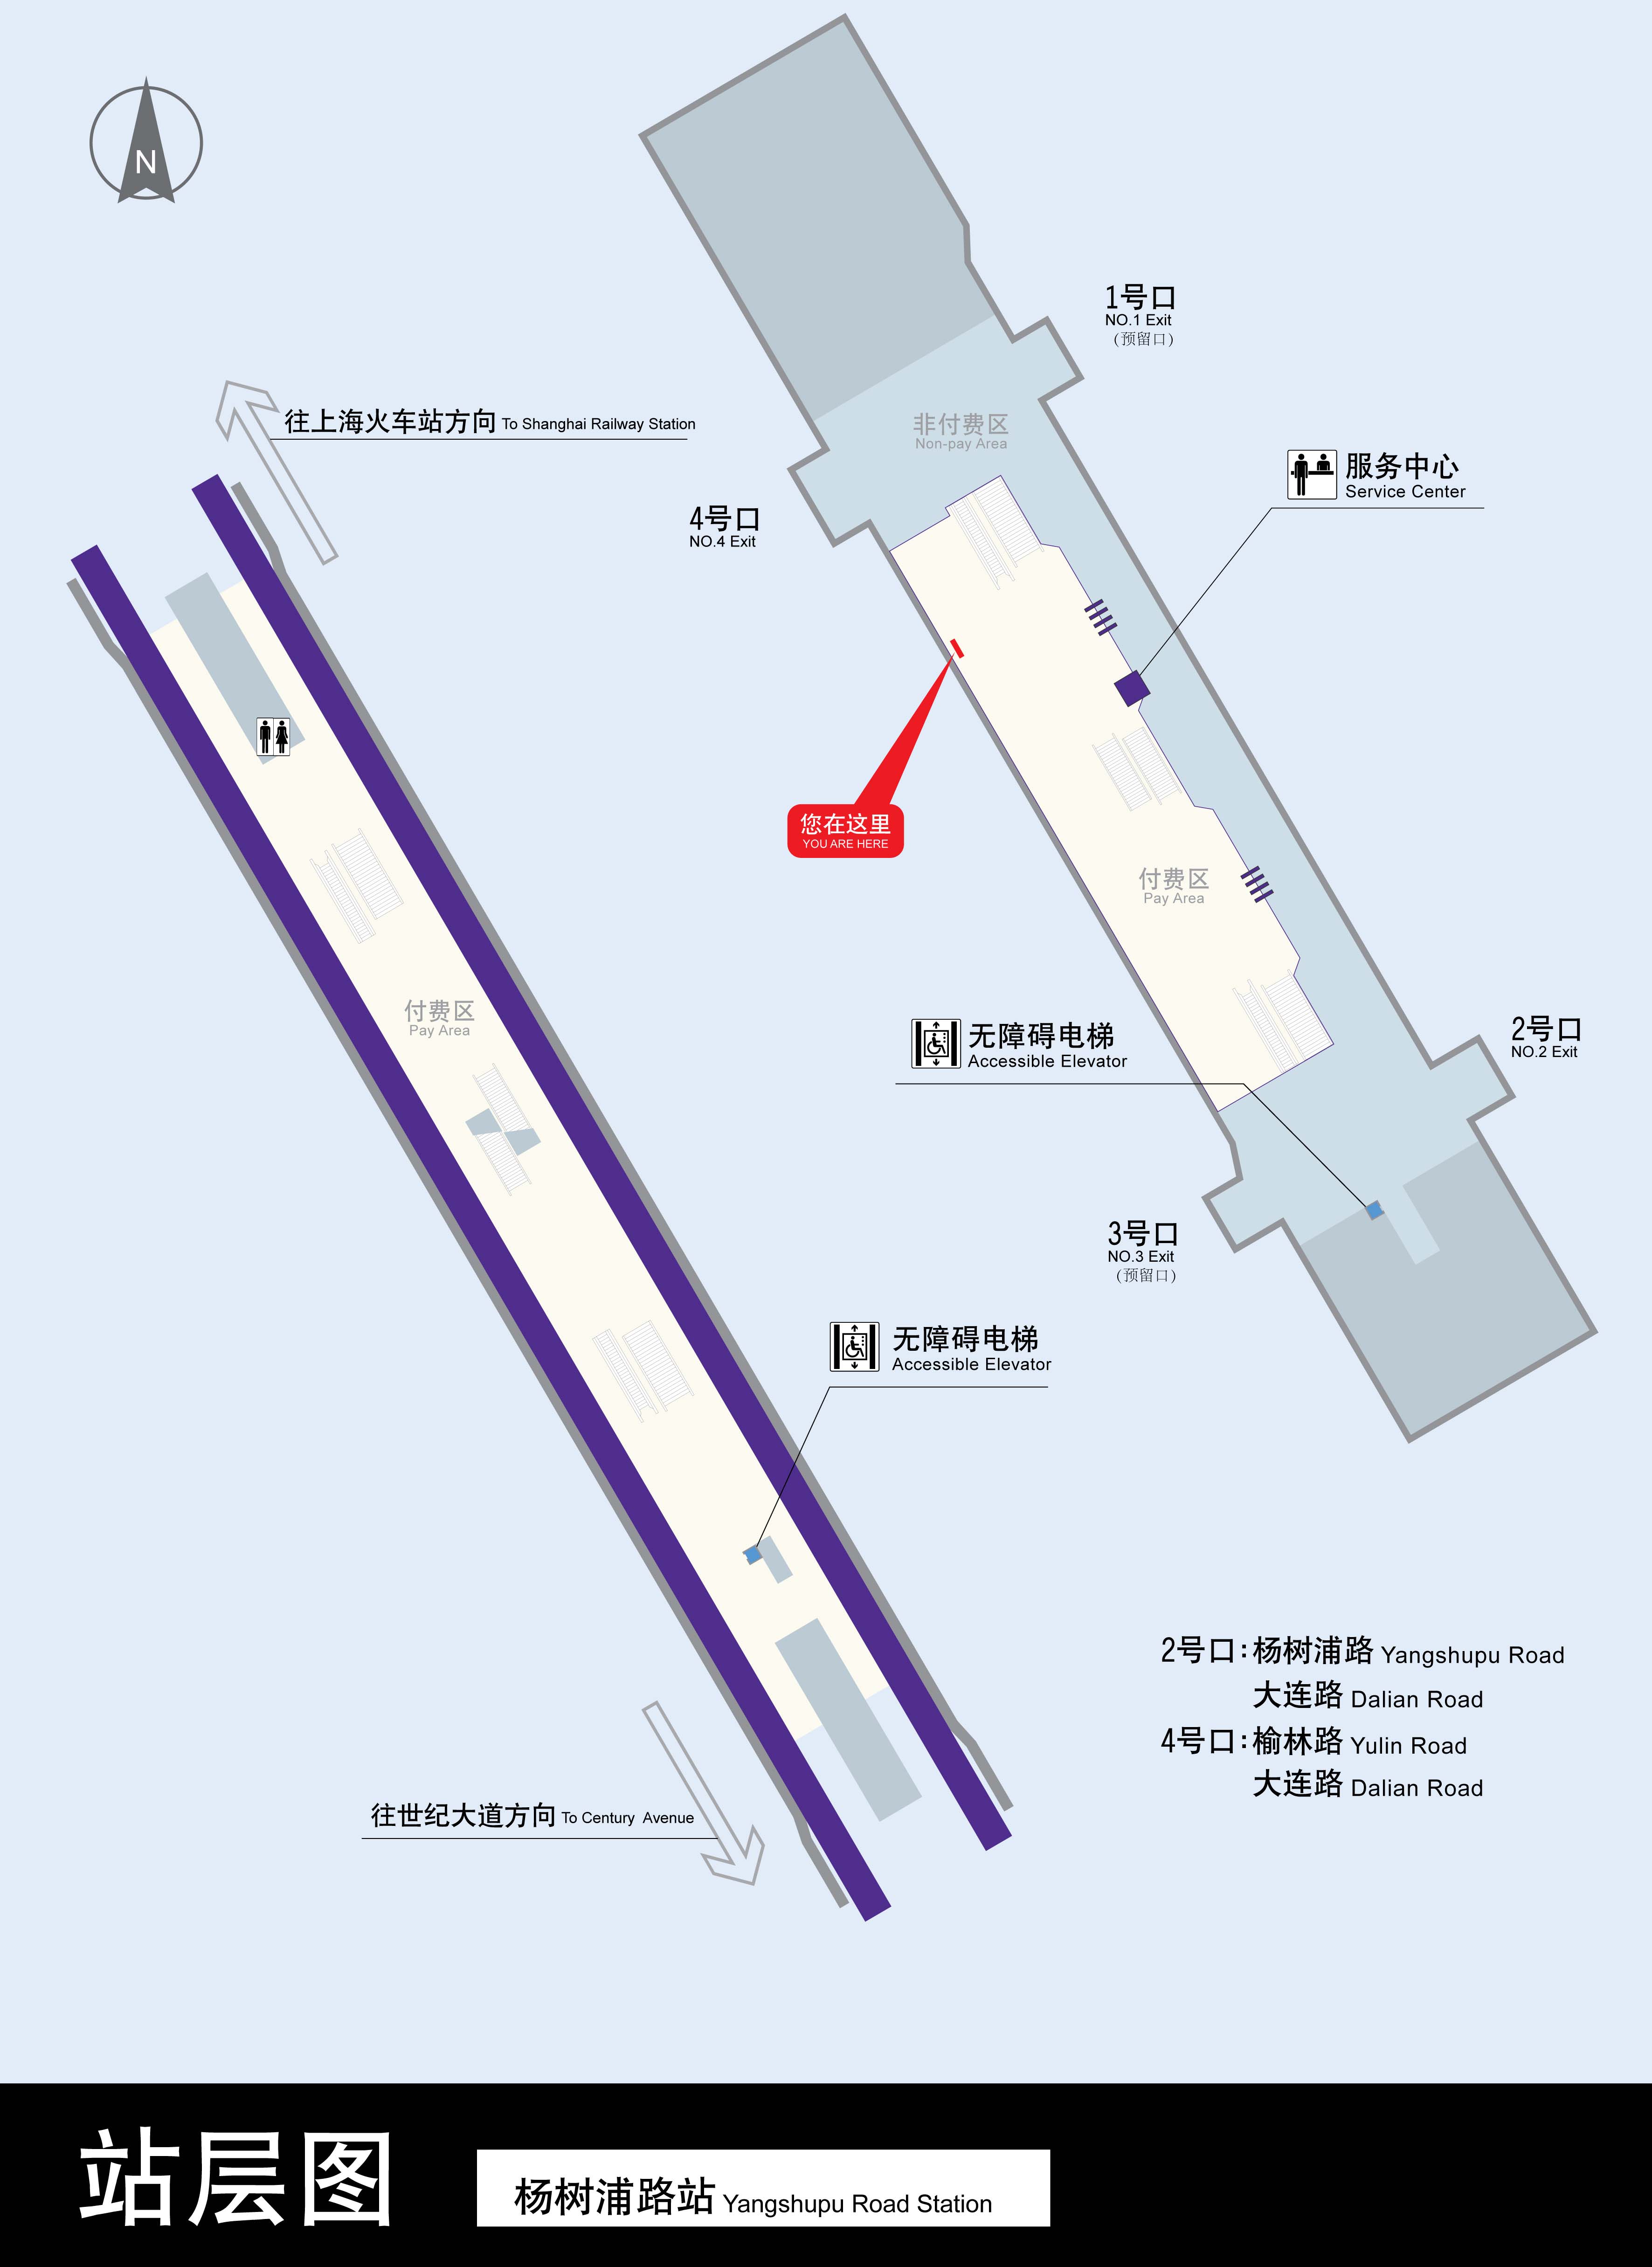 N
1号口
NO.1 Exit
(预留口)
往上海火车站方向 To Shanghai Railway Station
非付费区
Non-pay Area
服务中心
Service Center
4号口
NO.4 Exit
您在这里
YOU ARE HERE
付费区
Pay Area
付费区
Pay Area
无障碍电梯
Accessible Elevator
2号口
NO.2 Exit
3号口
NO.3 Exit
(预留口)
无障碍电梯
Accessible Elevator
2号口:杨树浦路 Yangshupu Road
大连路 Dalian Road
4号口:榆林路 Yulin Road
大连路 Dalian Road
往世纪大道方向 To Century Avenue
站层图
杨树浦路站 Yangshupu Road Station